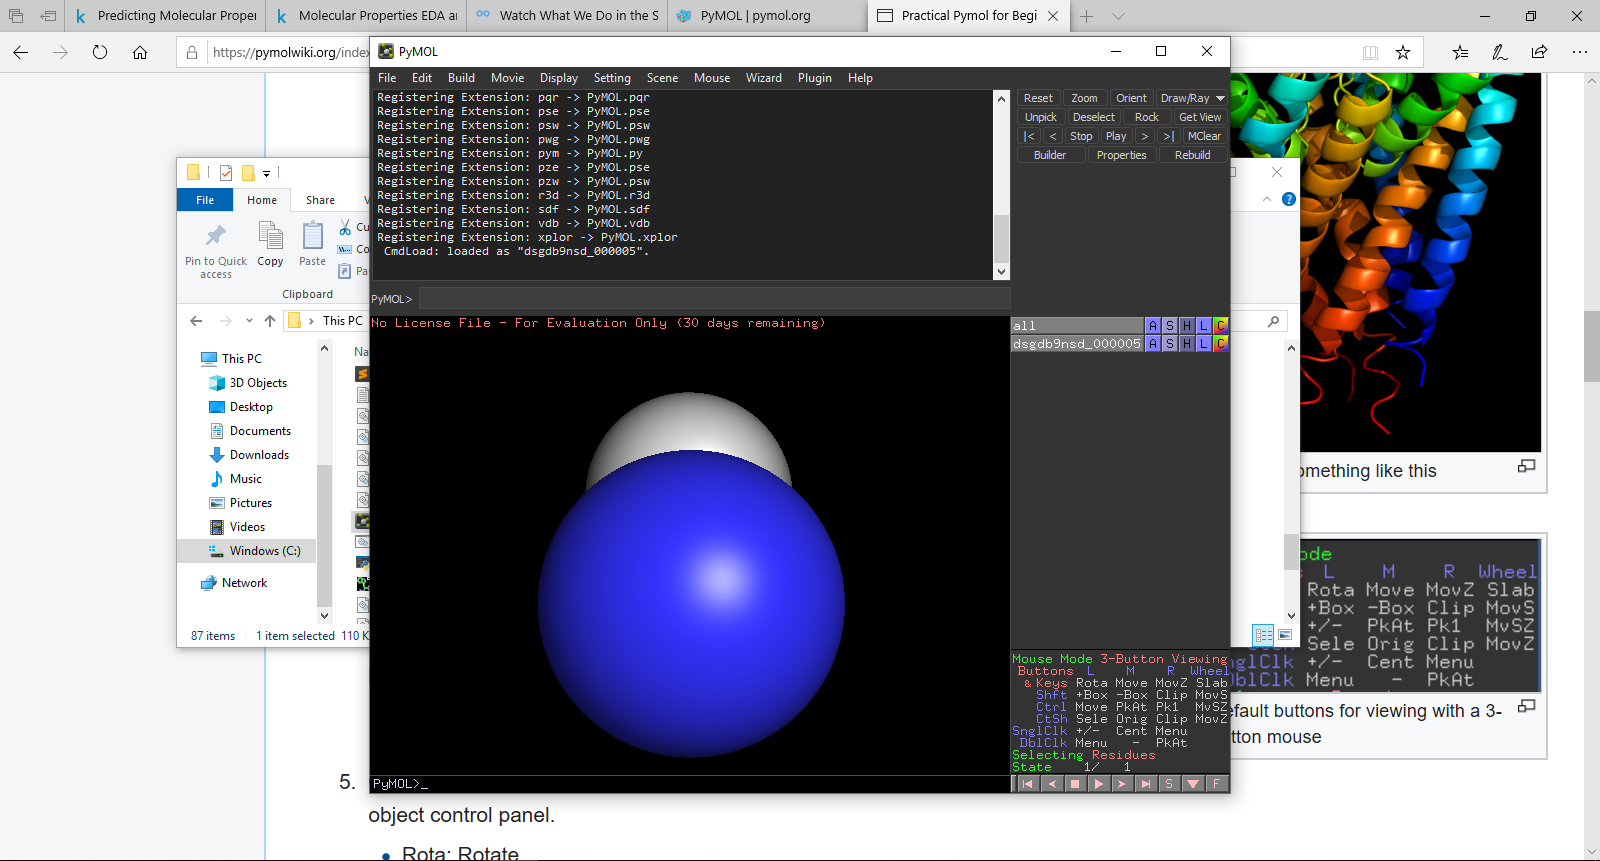 Predicting Molecular Proper
Molecular Properties EDA ar
Watch What We Do in the S
PyMOL | pymol.org
Practical Pymol for Begi
https://pymolwiki.org/index
PyMOL
File Edit Build Movie Display Setting Scene Mouse Wizard Plugin Help
Registering Extension: pqr -> PyMOL.pqr
Registering Extension: pse -> PyMOL.pse
Registering Extension: psw -> PyMOL.psw
Registering Extension: pwg -> PyMOL.pwg
Registering Extension: pym -> PyMOL.py
Registering Extension: pze -> PyMOL.pse
Registering Extension: pzw -> PyMOL.psw
Registering Extension: r3d -> PyMOL.r3d
Registering Extension: sdf -> PyMOL.sdf
Registering Extension: vdb -> PyMOL.vdb
Registering Extension: xplor -> PyMOL.xplor
CmdLoad: loaded as "dsgdb9nsd_000005".
PyMOL>
Reset Zoom Orient Draw/Ray
Unpick Deselect Rock Get View
|< < Stop Play > >| MClear
Builder Properties Rebuild
No License File - For Evaluation Only (30 days remaining)
all A S H L C
dsgdb9nsd_000005 A S H L C
Mouse Mode 3-Button Viewing
Buttons L M R Wheel
& Keys Rota Move MovZ Slab
Shft +Box -Box Clip MovS
Ctrl Move PkAt Pk1 MvSZ
CtSh Sele Orig Clip MovZ
SnglClk +/- Cent Menu
DblClk Menu - PkAt
Selecting Residues
State 1/ 1
S F
PyMOL>_
File Home Share V
Pin to Quick
access
Copy
Paste
Cu
Co
Pa
Clipboard
This PC
Na
This PC
3D Objects
Desktop
Documents
Downloads
Music
Pictures
Videos
Windows (C:)
Network
87 items 1 item selected 110 K
omething like this
ode
L M R Wheel
s Rota Move MovZ Slab
+Box -Box Clip MovS
+/- PkAt Pk1 MvSZ
Sele Orig Clip MovZ
nglClk +/- Cent Menu
DblClk Menu - PkAt
efault buttons for viewing with a 3-
tton mouse
5.
object control panel.
• Rota: Rotate